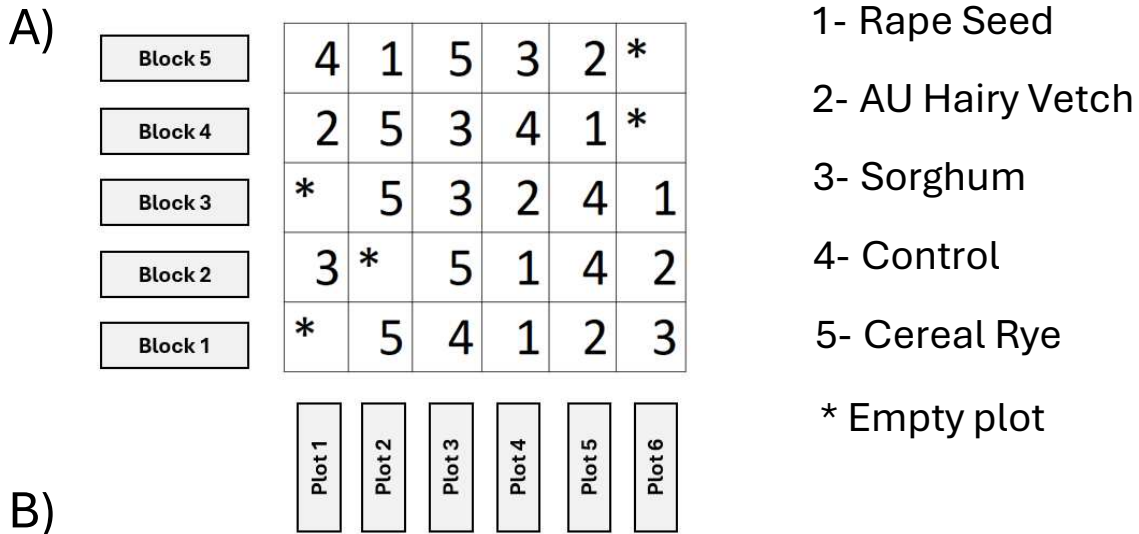 A)
Block 5 4 1 5 3 2 *
Block 4 2 5 3 4 1 *
Block 3 * 5 3 2 4 1
Block 2 3 * 5 1 4 2
Block 1 * 5 4 1 2 3
Plot 1 Plot 2 Plot 3 Plot 4 Plot 5 Plot 6
1- Rape Seed
2- AU Hairy Vetch
3- Sorghum
4- Control
5- Cereal Rye
* Empty plot
B)